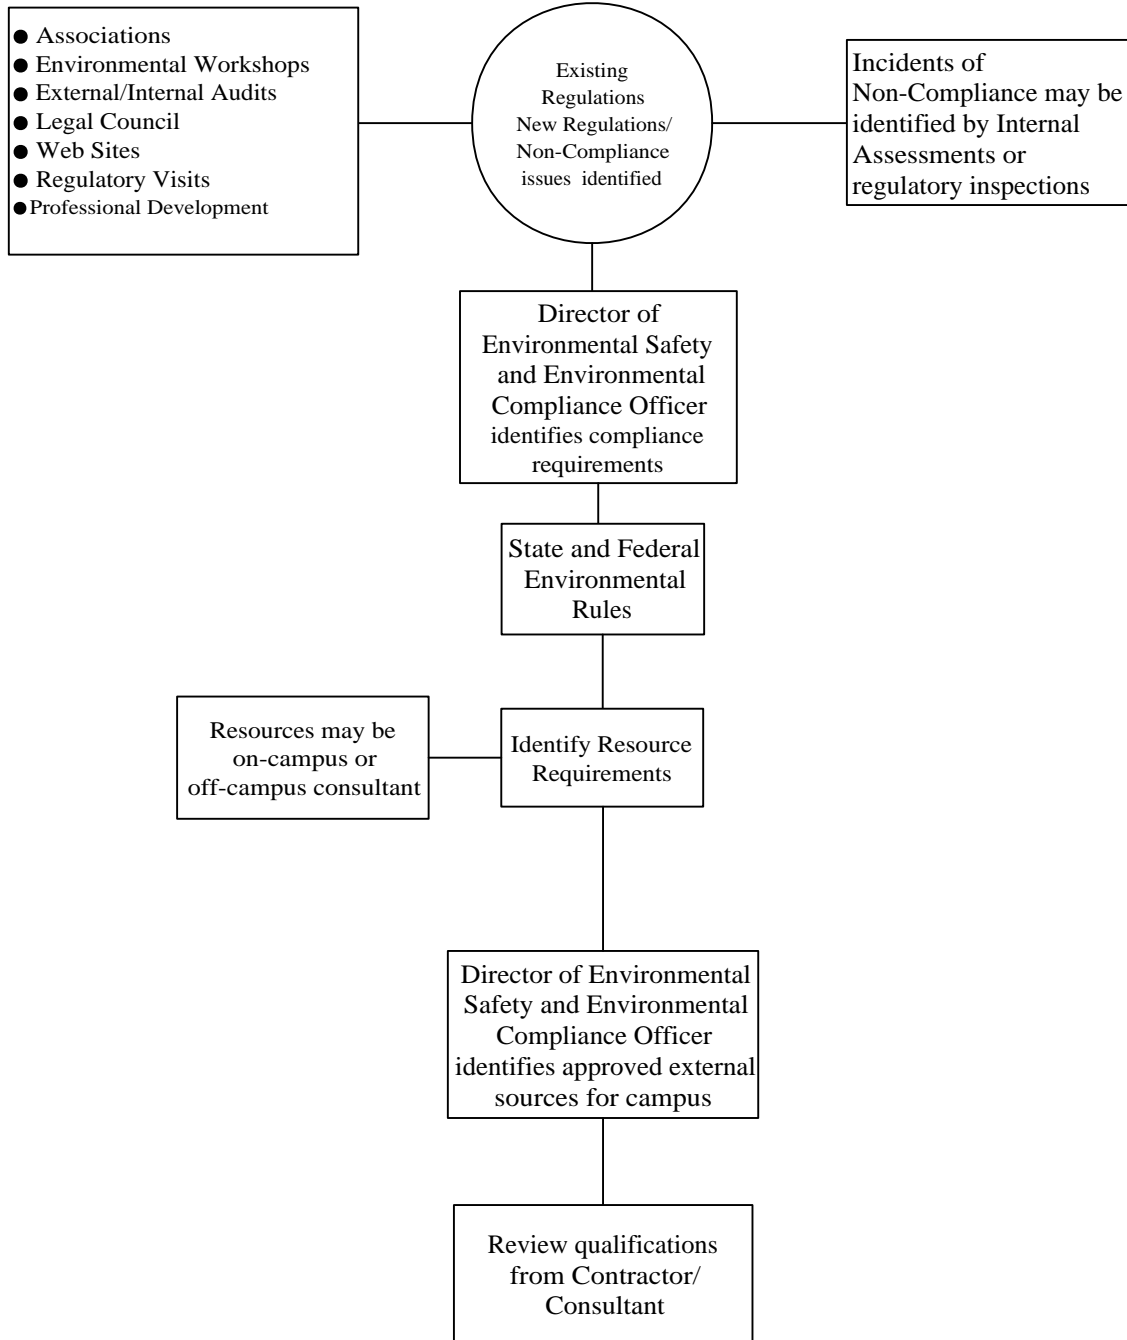 ● Associations
● Environmental Workshops
● External/Internal Audits
● Legal Council
● Web Sites
● Regulatory Visits
● Professional Development
Existing
Regulations
New Regulations/
Non-Compliance
issues identified
Incidents of
Non-Compliance may be
identified by Internal
Assessments or
regulatory inspections
Director of
Environmental Safety
and Environmental
Compliance Officer
identifies compliance
requirements
State and Federal
Environmental
Rules
Resources may be
on-campus or
off-campus consultant
Identify Resource
Requirements
Director of Environmental
Safety and Environmental
Compliance Officer
identifies approved external
sources for campus
Review qualifications
from Contractor/
Consultant